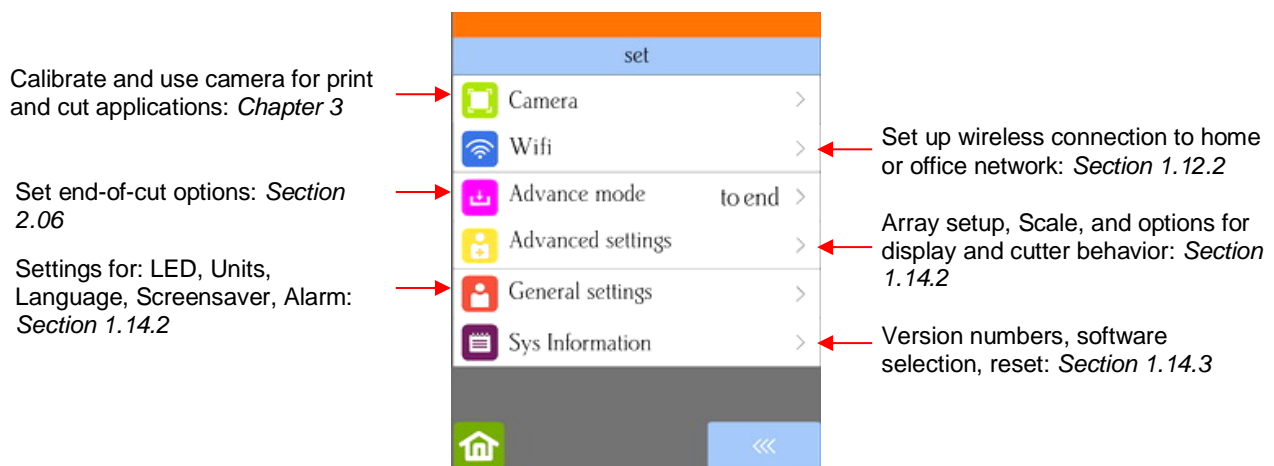 set
Calibrate and use camera for print
and cut applications: Chapter 3
Camera
Wifi
Set up wireless connection to home
or office network: Section 1.12.2
Set end-of-cut options: Section
2.06
Advance mode to end
Advanced settings
Array setup, Scale, and options for
display and cutter behavior: Section
1.14.2
Settings for: LED, Units,
Language, Screensaver, Alarm:
Section 1.14.2
General settings
Sys Information
Version numbers, software
selection, reset: Section 1.14.3